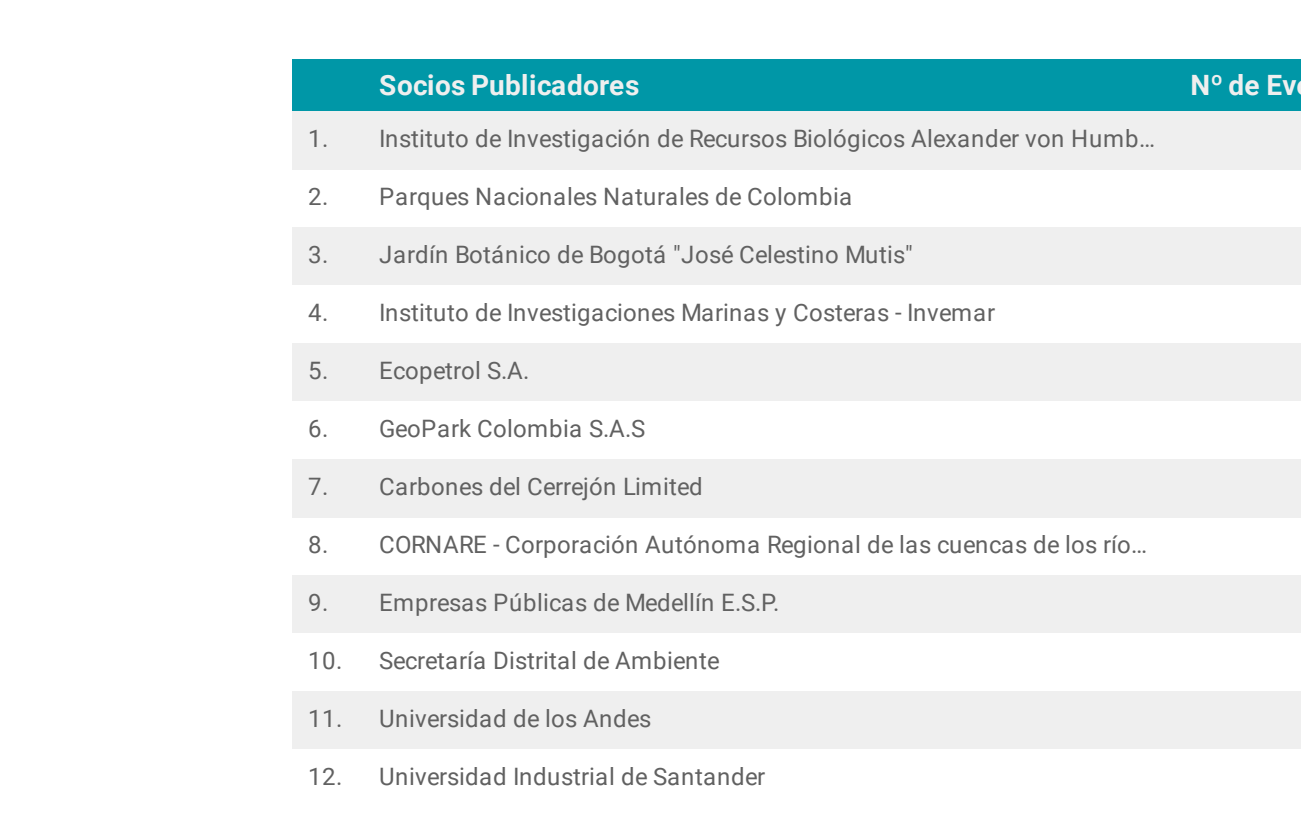 Socios Publicadores Nº de Eve
1. Instituto de Investigación de Recursos Biológicos Alexander von Humb…
2. Parques Nacionales Naturales de Colombia
3. Jardín Botánico de Bogotá "José Celestino Mutis"
4. Instituto de Investigaciones Marinas y Costeras - Invemar
5. Ecopetrol S.A.
6. GeoPark Colombia S.A.S
7. Carbones del Cerrejón Limited
8. CORNARE - Corporación Autónoma Regional de las cuencas de los río…
9. Empresas Públicas de Medellín E.S.P.
10. Secretaría Distrital de Ambiente
11. Universidad de los Andes
12. Universidad Industrial de Santander